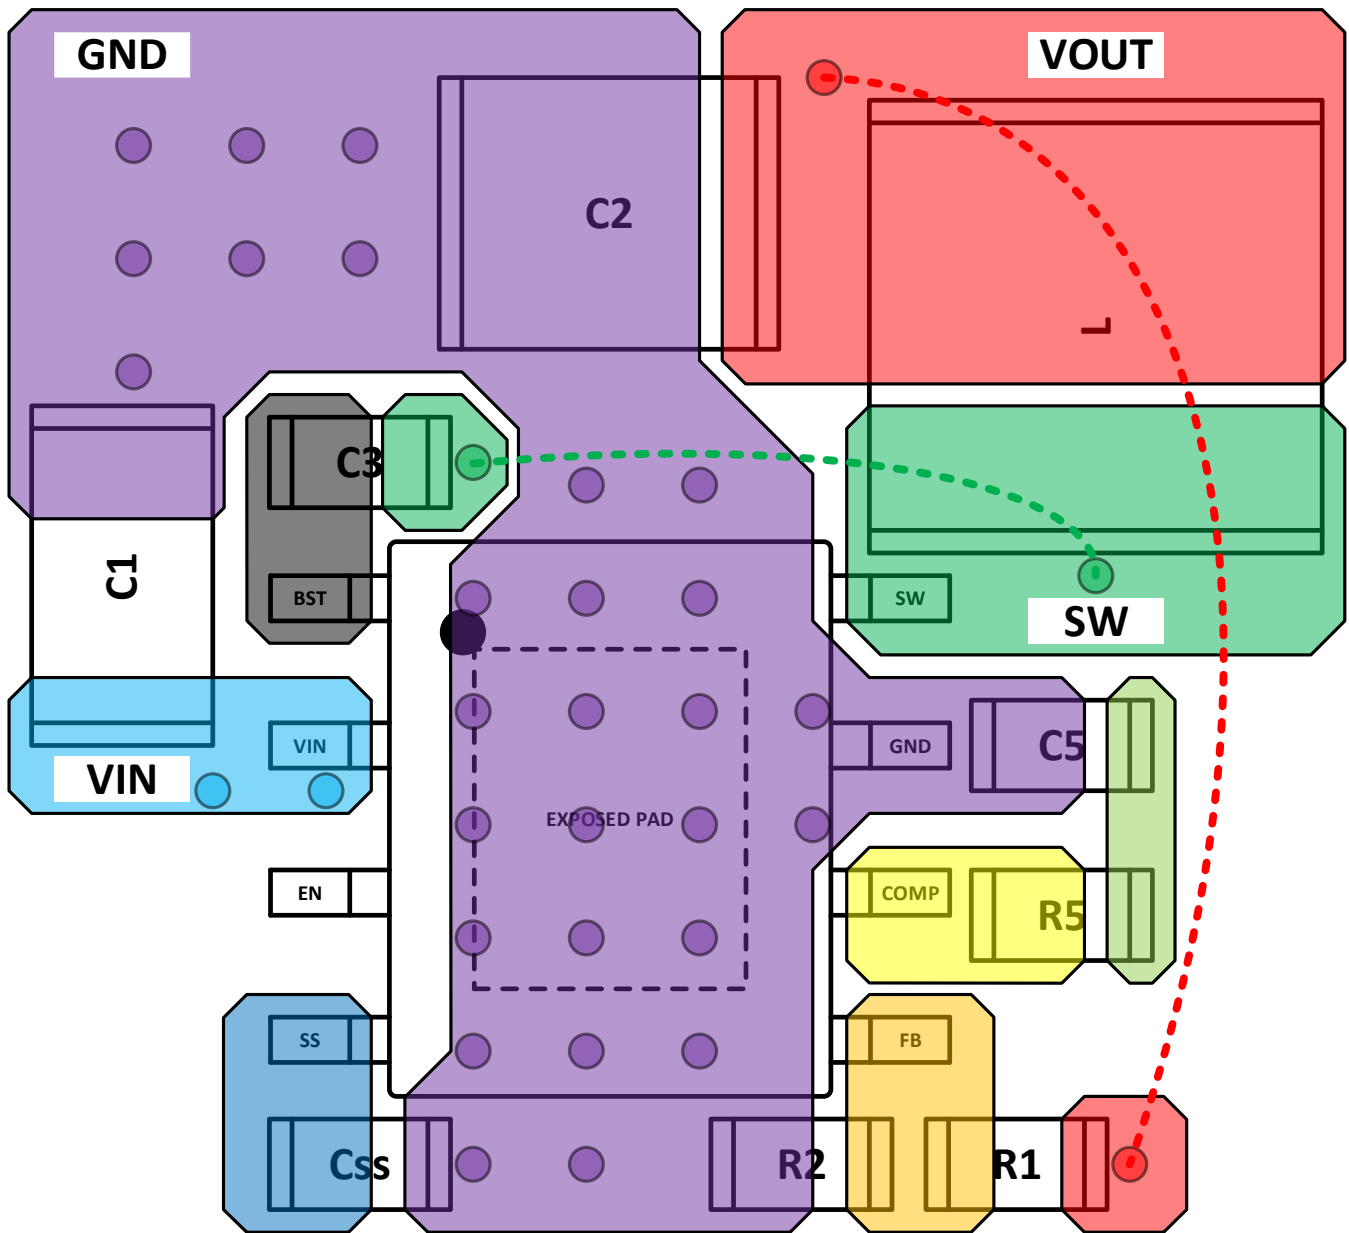 GND
VOUT
C2
L
C3
C1
BST
SW
SW
VIN
GND
C5
VIN
EXPOSED PAD
EN
COMP
R5
SS
FB
Css
R2
R1